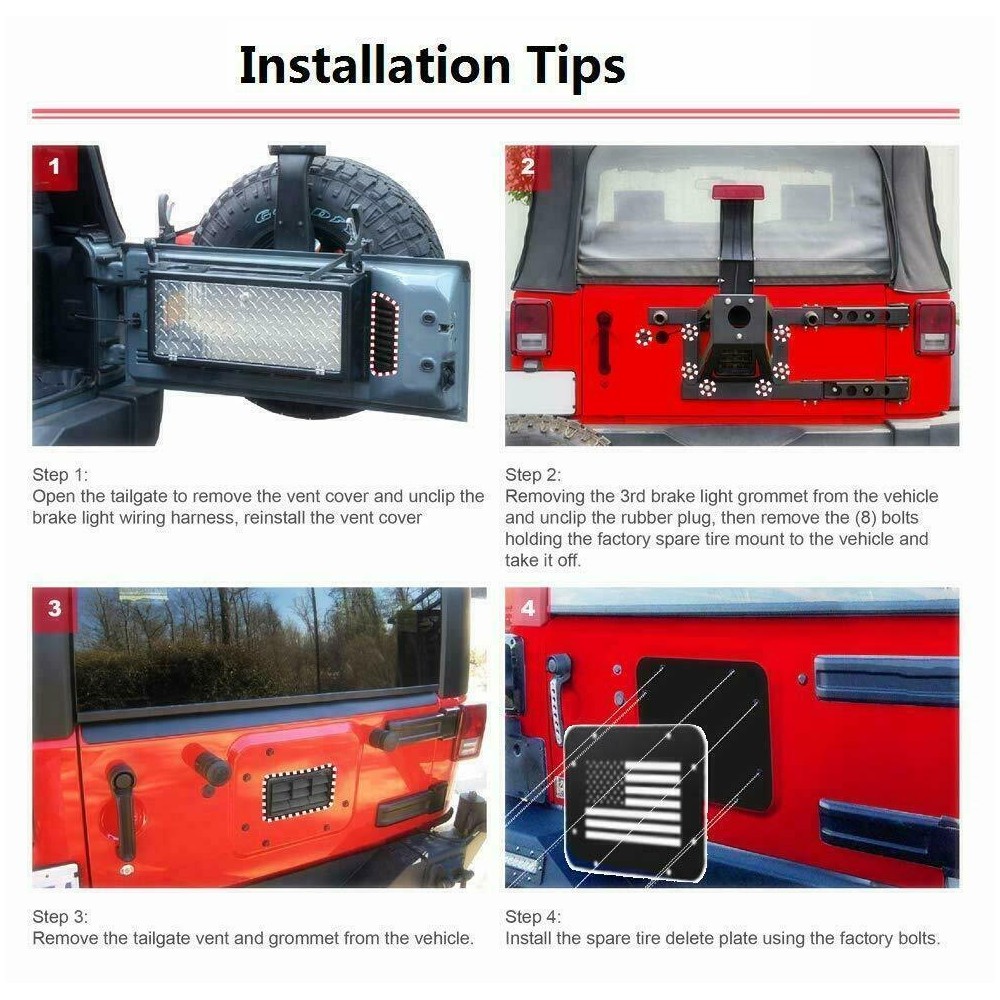 Installation Tips
1
2
Step 1:
Open the tailgate to remove the vent cover and unclip the
brake light wiring harness, reinstall the vent cover
Step 2:
Removing the 3rd brake light grommet from the vehicle
and unclip the rubber plug, then remove the (8) bolts
holding the factory spare tire mount to the vehicle and
take it off.
3
4
Step 3:
Remove the tailgate vent and grommet from the vehicle.
Step 4:
Install the spare tire delete plate using the factory bolts.